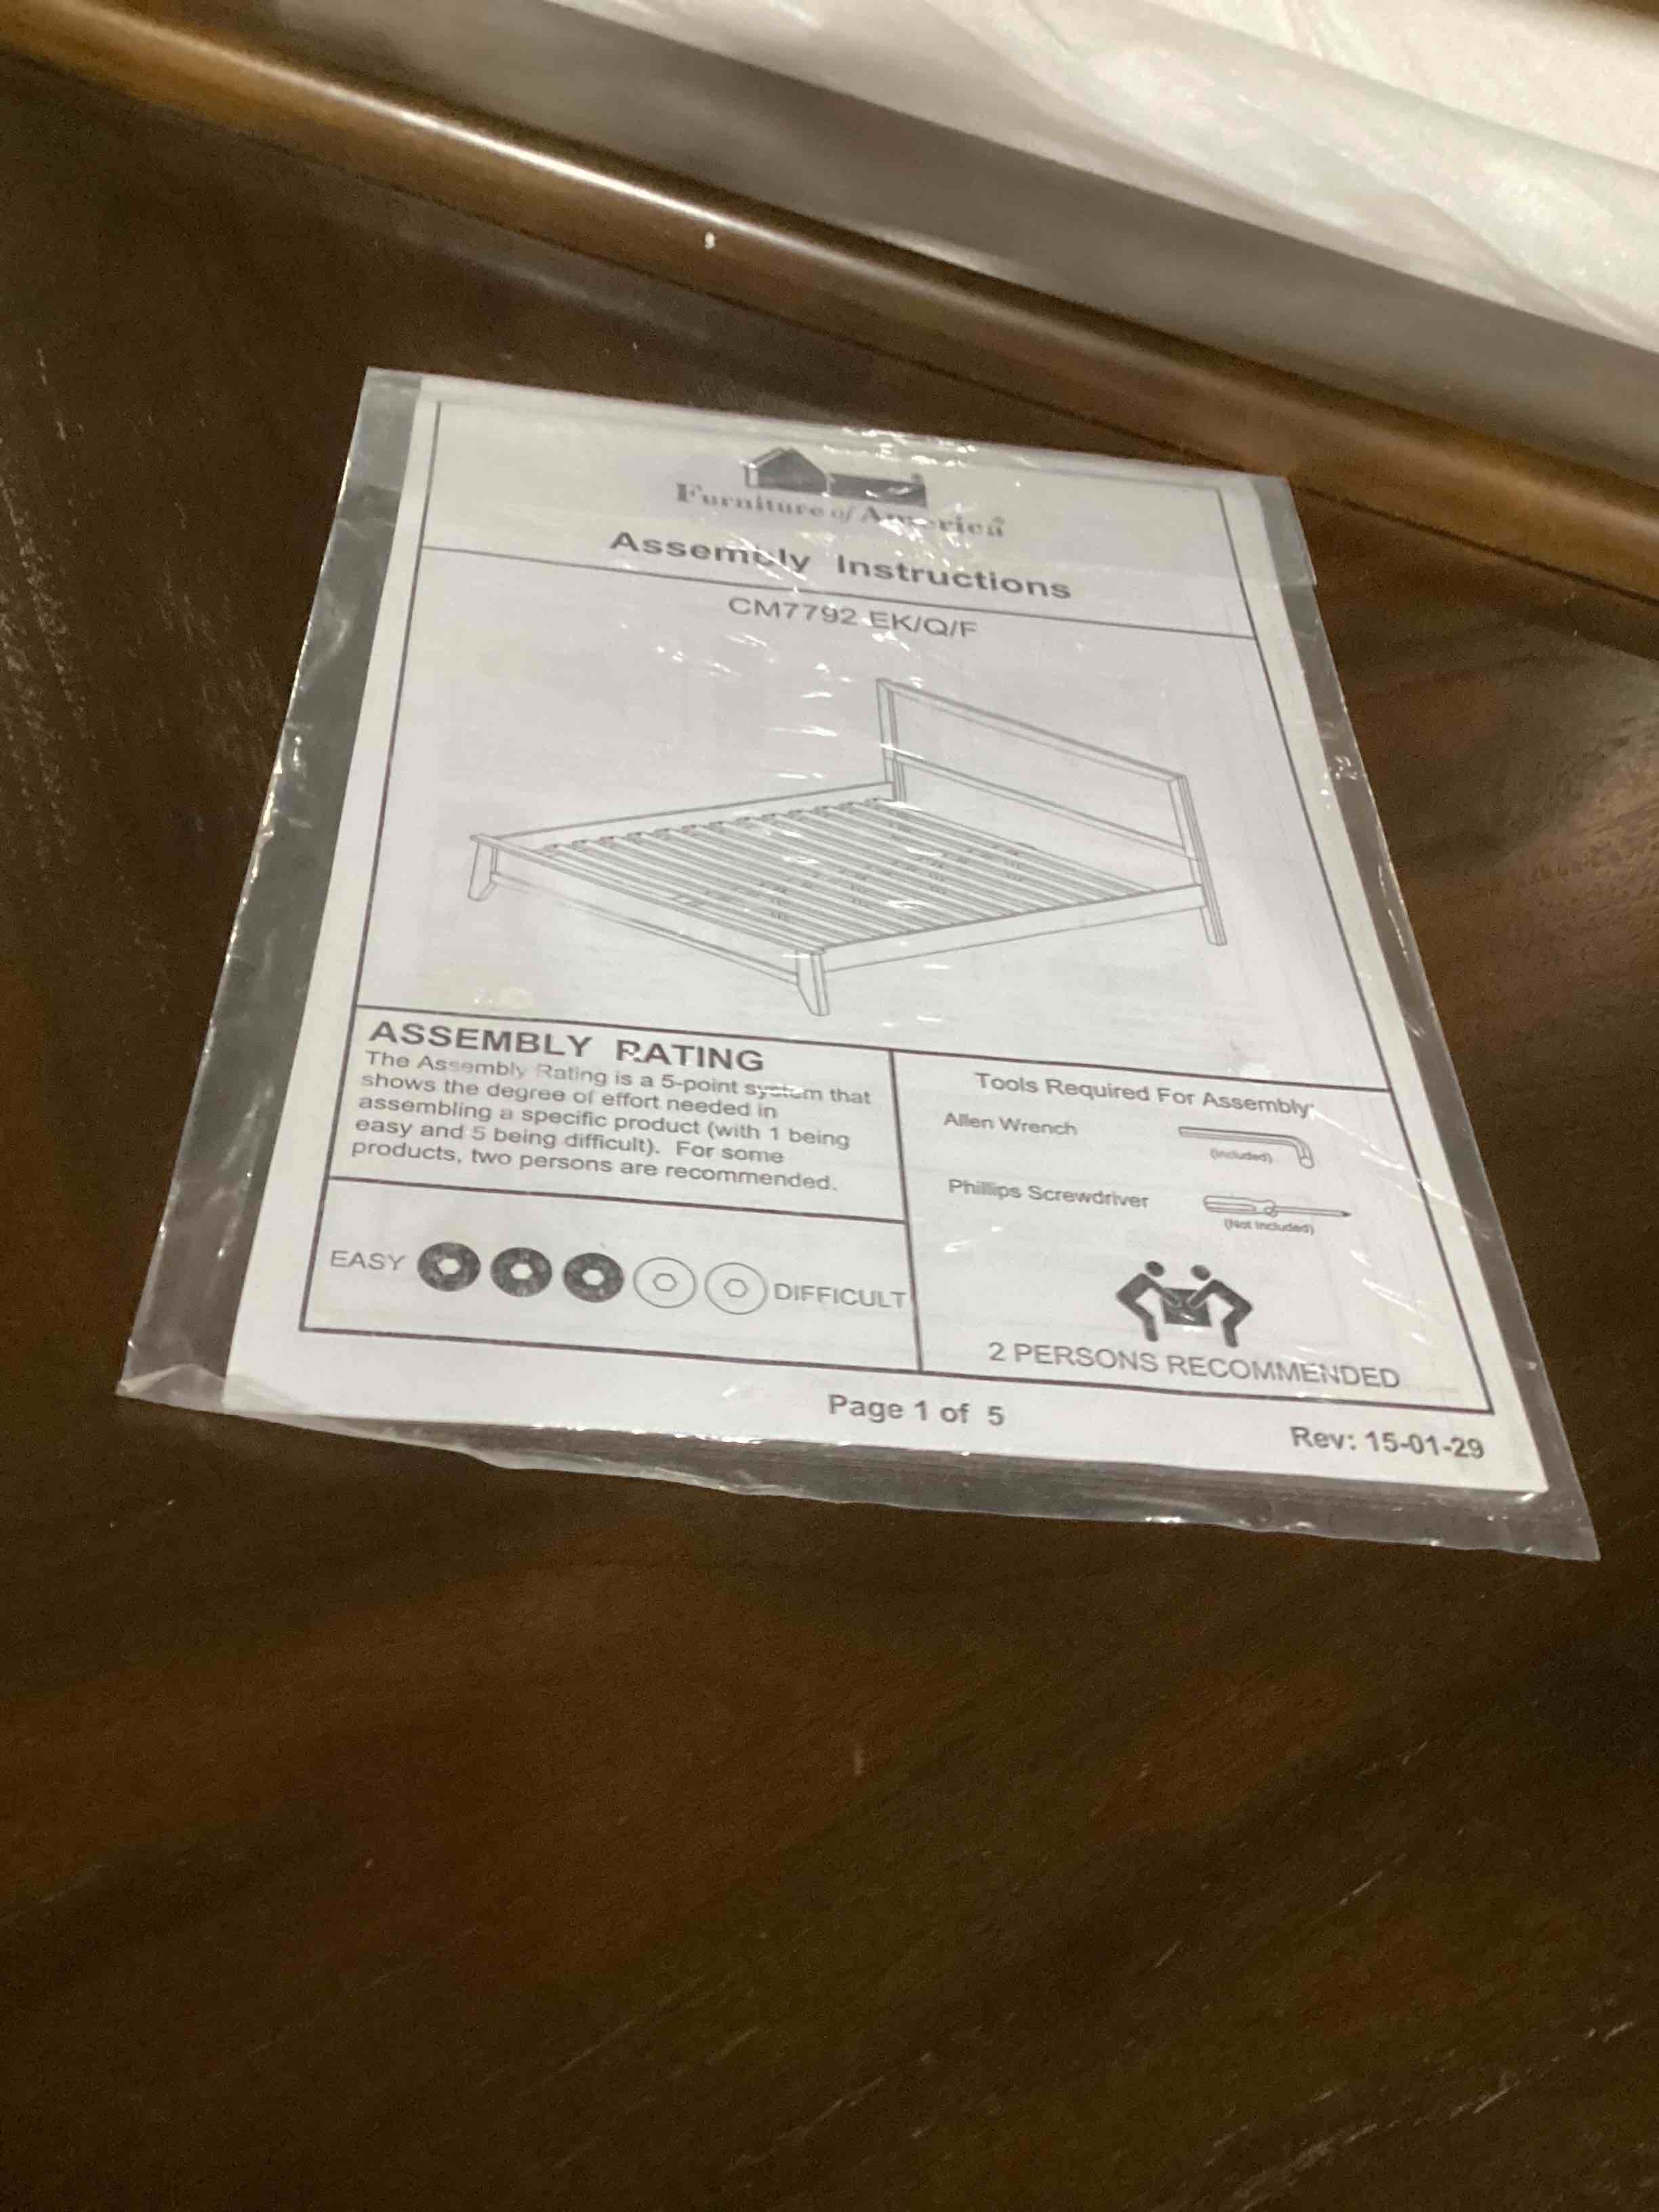 Furniture of America®
Assembly Instructions
CM7792 EK/Q/F
ASSEMBLY RATING
The Assembly Rating is a 5-point system that
shows the degree of effort needed in
assembling a specific product (with 1 being
easy and 5 being difficult). For some
products, two persons are recommended.
EASY
DIFFICULT
Tools Required For Assembly:
Allen Wrench
(Included)
Phillips Screwdriver
(Not Included)
2 PERSONS RECOMMENDED
Page 1 of 5
Rev: 15-01-29